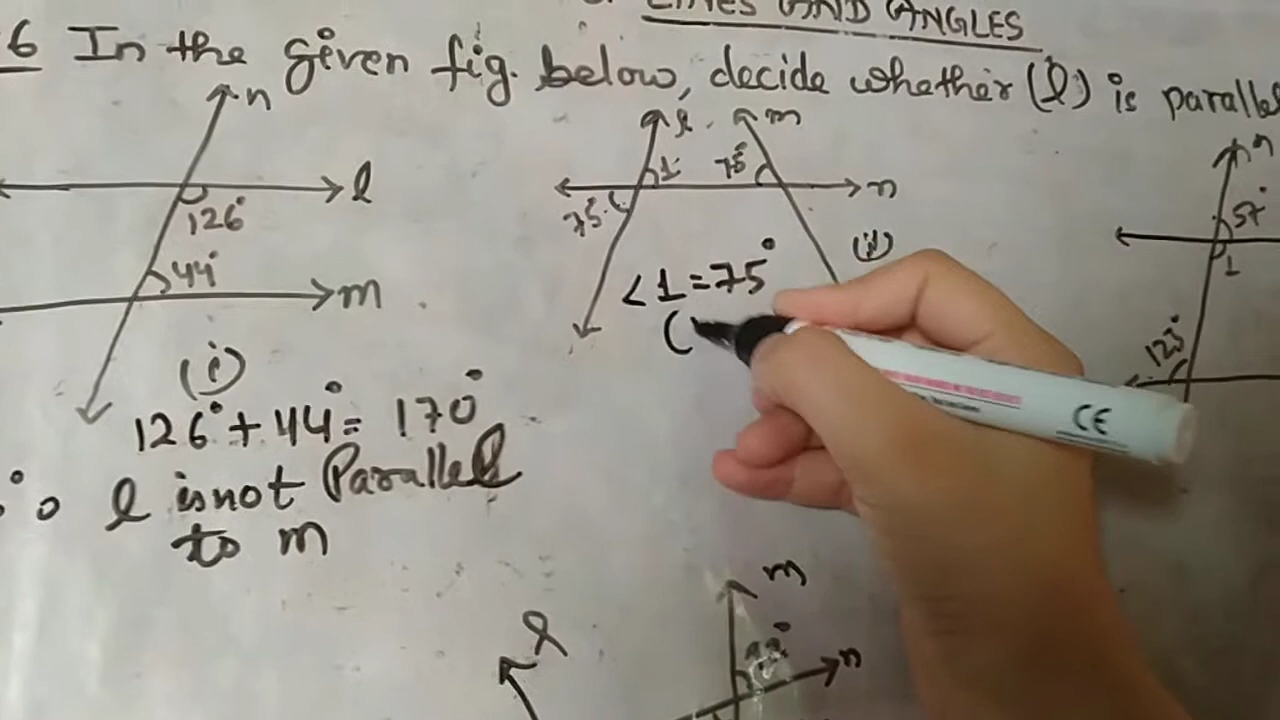 LINES AND ANGLES
6 In the given fig. below, decide whether (l) is parallel
n
l
126°
44°
m
(i)
126° + 44° = 170°
∴ l is not Parallel
to m
l
m
1
75°
n
75°
(ii)
<1 = 75°
(
n
57°
1
123°
CE
l
m
n